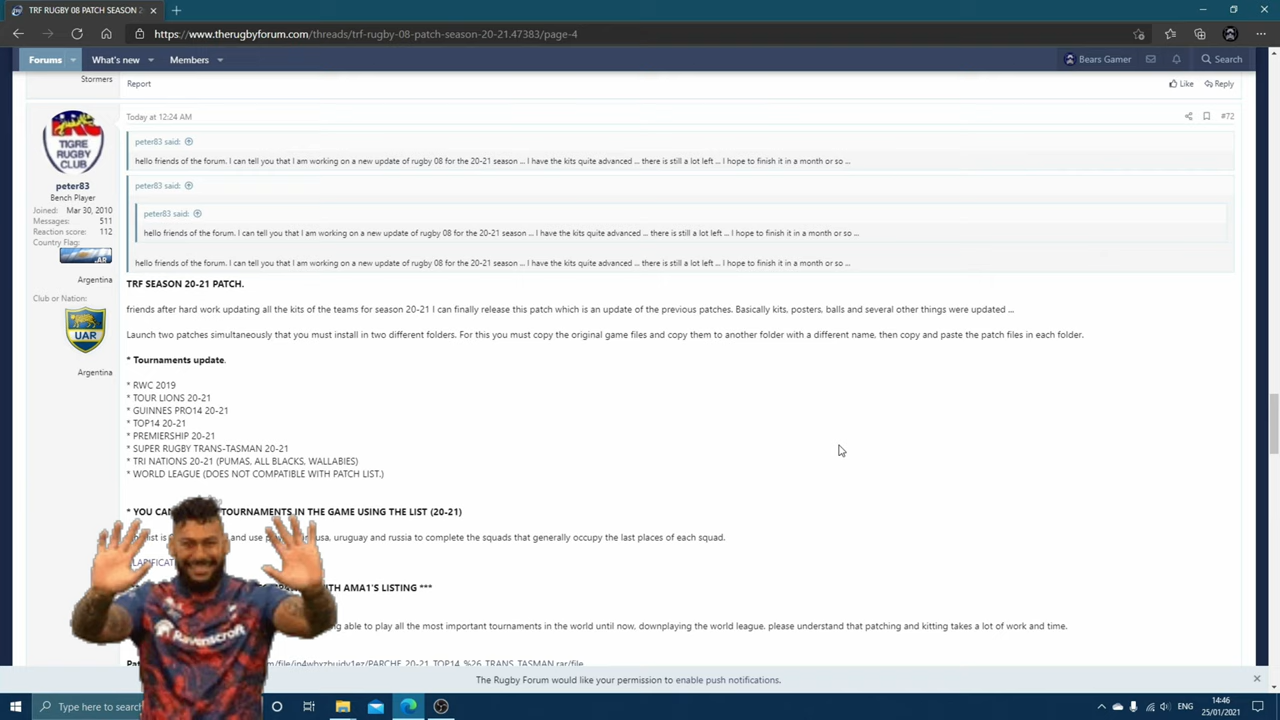 TRF RUGBY 08 PATCH SEASON 2
https://www.therugbyforum.com/threads/trf-rugby-08-patch-season-20-21.47383/page-4
Forums What's new Members Bears Gamer Search
Stormers
Report Like Reply
Today at 12:24 AM #72
TIGRE
RUGBY
CLUB
peter83
Bench Player
Joined: Mar 30, 2010
Messages: 511
Reaction score: 112
Country Flag:
.AR
Argentina
Club or Nation:
UAR
Argentina
peter83 said:
hello friends of the forum. I can tell you that I am working on a new update of rugby 08 for the 20-21 season ... I have the kits quite advanced ... there is still a lot left ... I hope to finish it in a month or so ...
peter83 said:
peter83 said:
hello friends of the forum. I can tell you that I am working on a new update of rugby 08 for the 20-21 season ... I have the kits quite advanced ... there is still a lot left ... I hope to finish it in a month or so ...
hello friends of the forum. I can tell you that I am working on a new update of rugby 08 for the 20-21 season ... I have the kits quite advanced ... there is still a lot left ... I hope to finish it in a month or so ...
TRF SEASON 20-21 PATCH.
friends after hard work updating all the kits of the teams for season 20-21 I can finally release this patch which is an update of the previous patches. Basically kits, posters, balls and several other things were updated ...
Launch two patches simultaneously that you must install in two different folders. For this you must copy the original game files and copy them to another folder with a different name, then copy and paste the patch files in each folder.
* Tournaments update.
* RWC 2019
* TOUR LIONS 20-21
* GUINNES PRO14 20-21
* TOP14 20-21
* PREMIERSHIP 20-21
* SUPER RUGBY TRANS-TASMAN 20-21
* TRI NATIONS 20-21 (PUMAS, ALL BLACKS, WALLABIES)
* WORLD LEAGUE (DOES NOT COMPATIBLE WITH PATCH LIST.)
* YOU CAN TOURNAMENTS IN THE GAME USING THE LIST (20-21)
list is and use usa, uruguay and russia to complete the squads that generally occupy the last places of each squad.
WITH AMA1'S LISTING ***
able to play all the most important tournaments in the world until now, downplaying the world league, please understand that patching and kitting takes a lot of work and time.
Ravenscroft
The Rugby Forum would like your permission to enable push notifications.
Type here to search
ENG 14:46
25/01/2021